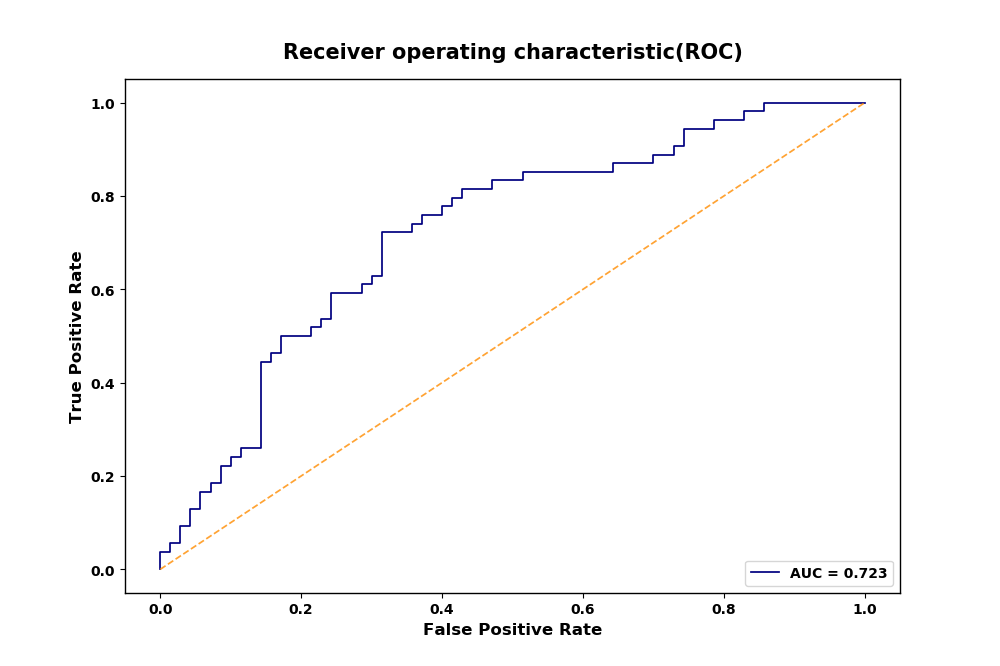 Receiver operating characteristic(ROC)
1.0
0.8
0.6
0.4
0.2
0.0
True Positive Rate
AUC = 0.723
0.0 0.2 0.4 0.6 0.8 1.0
False Positive Rate